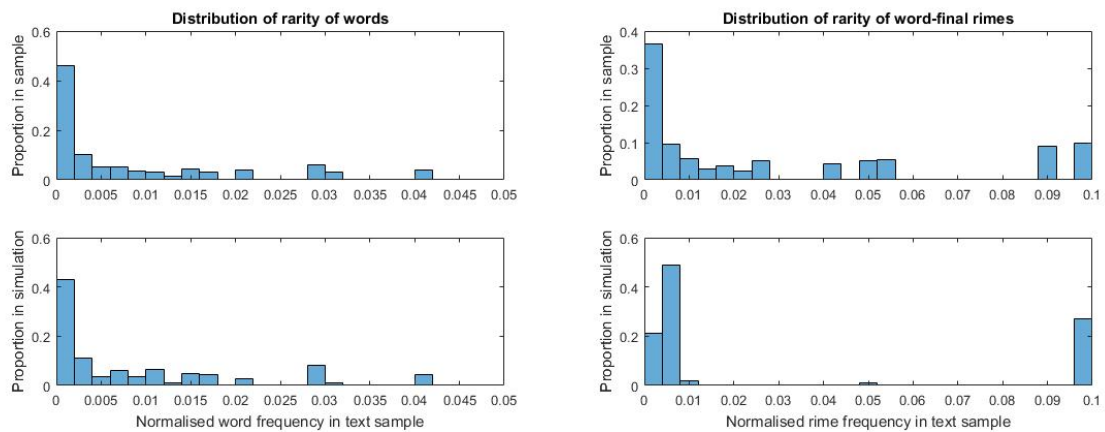 Distribution of rarity of words
Proportion in sample
0.6
0.4
0.2
0
0 0.005 0.01 0.015 0.02 0.025 0.03 0.035 0.04 0.045 0.05
Distribution of rarity of word-final rimes
Proportion in sample
0.4
0.3
0.2
0.1
0
0 0.01 0.02 0.03 0.04 0.05 0.06 0.07 0.08 0.09 0.1
Proportion in simulation
0.6
0.4
0.2
0
0 0.005 0.01 0.015 0.02 0.025 0.03 0.035 0.04 0.045 0.05
Normalised word frequency in text sample
Proportion in simulation
0.6
0.4
0.2
0
0 0.01 0.02 0.03 0.04 0.05 0.06 0.07 0.08 0.09 0.1
Normalised rime frequency in text sample